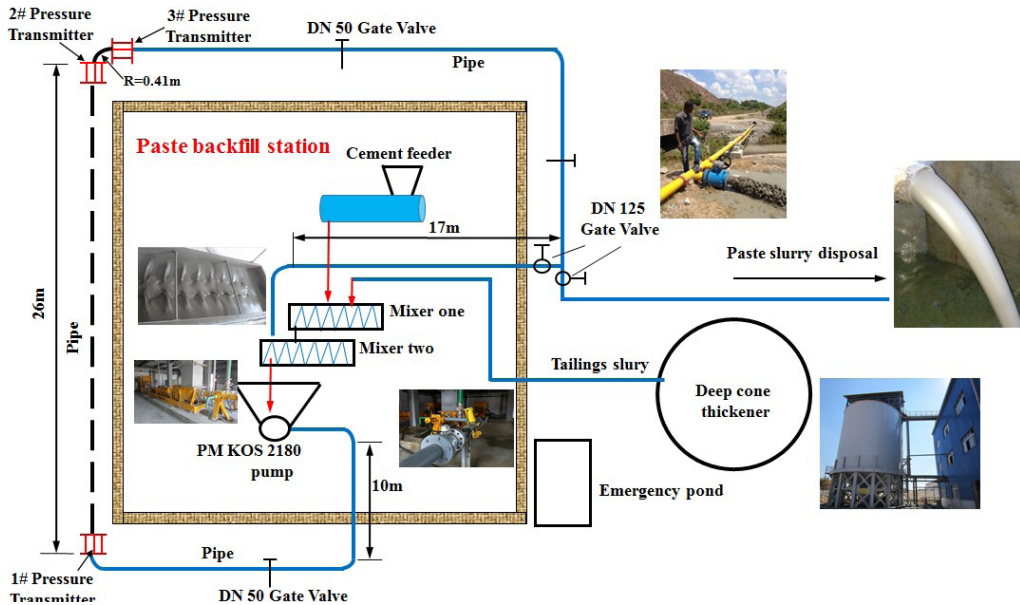 2# Pressure
Transmitter
3# Pressure
Transmitter
DN 50 Gate Valve
Pipe
R=0.41m
Paste backfill station
Cement feeder
17m
DN 125
Gate Valve
Paste slurry disposal
26m
Pipe
Mixer one
Mixer two
Tailings slury
Deep cone
thickener
PM KOS 2180
pump
10m
Emergency pond
Pipe
1# Pressure
Transmitter
DN 50 Gate Valve